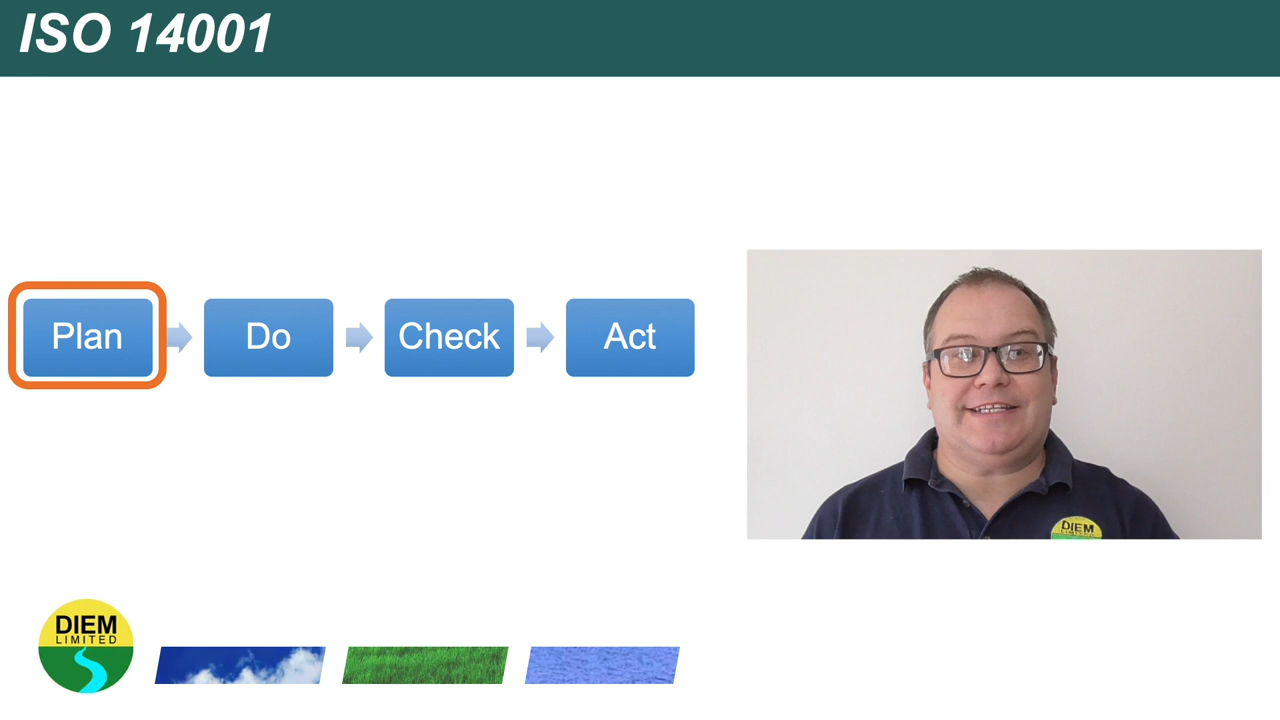 ISO 14001
Plan
Do
Check
Act
DIEM
DIEM
LIMITED